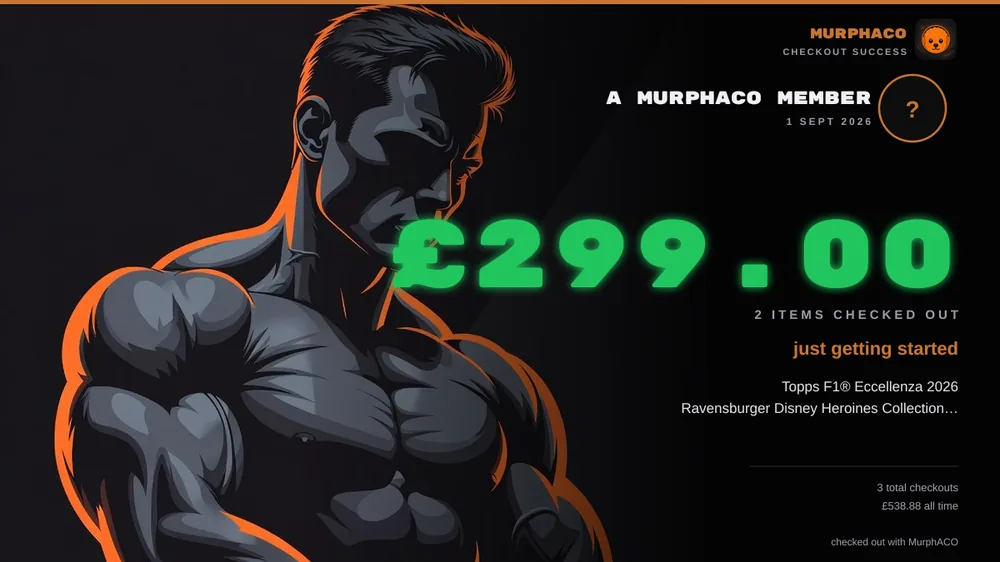 MURPHACO
CHECKOUT SUCCESS
A MURPHACO MEMBER
1 SEPT 2026
?
£299.00
2 ITEMS CHECKED OUT
just getting started
Topps F1® Eccellenza 2026
Ravensburger Disney Heroines Collection…
3 total checkouts
£538.88 all time
checked out with MurphACO